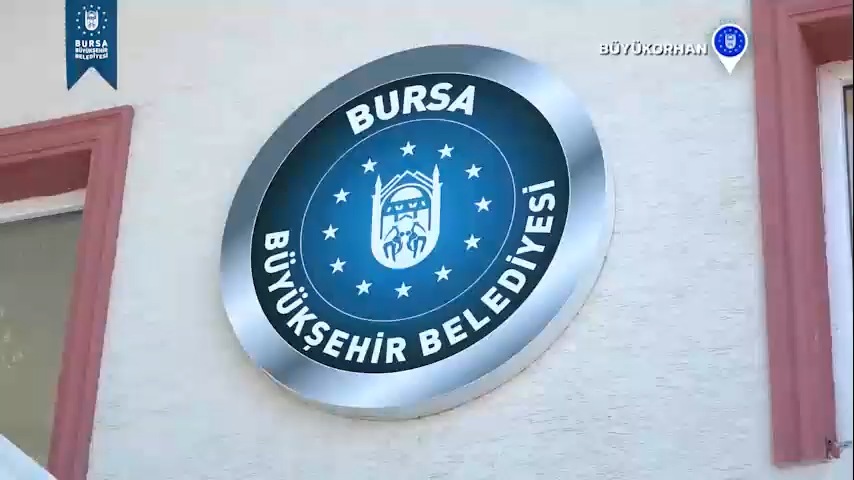 BURSA
BÜYÜKŞEHİR
BELEDİYESİ
BÜYÜKORHAN
BURSA
BÜYÜKŞEHİR BELEDİYESİ